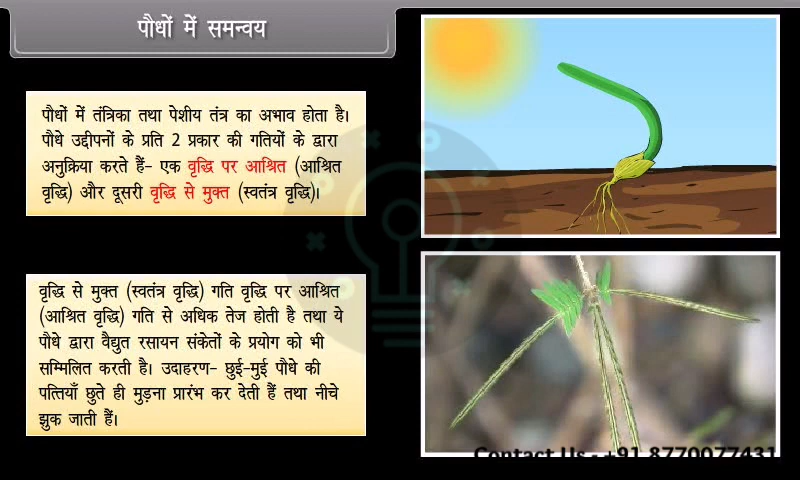 पौधों में समन्वय
पौधों में तंत्रिका तथा पेशीय तंत्र का अभाव होता है।
पौधे उद्दीपनों के प्रति 2 प्रकार की गतियों के द्वारा
अनुक्रिया करते हैं- एक वृद्धि पर आश्रित (आश्रित
वृद्धि) और दूसरी वृद्धि से मुक्त (स्वतंत्र वृद्धि)।
वृद्धि से मुक्त (स्वतंत्र वृद्धि) गति वृद्धि पर आश्रित
(आश्रित वृद्धि) गति से अधिक तेज होती है तथा ये
पौधे द्वारा वैद्युत रसायन संकेतों के प्रयोग को भी
सम्मिलित करती है। उदाहरण- छुई-मुई पौधे की
पत्तियाँ छुते ही मुड़ना प्रारंभ कर देती हैं तथा नीचे
झुक जाती हैं।
Contact Us - +91 8770077431